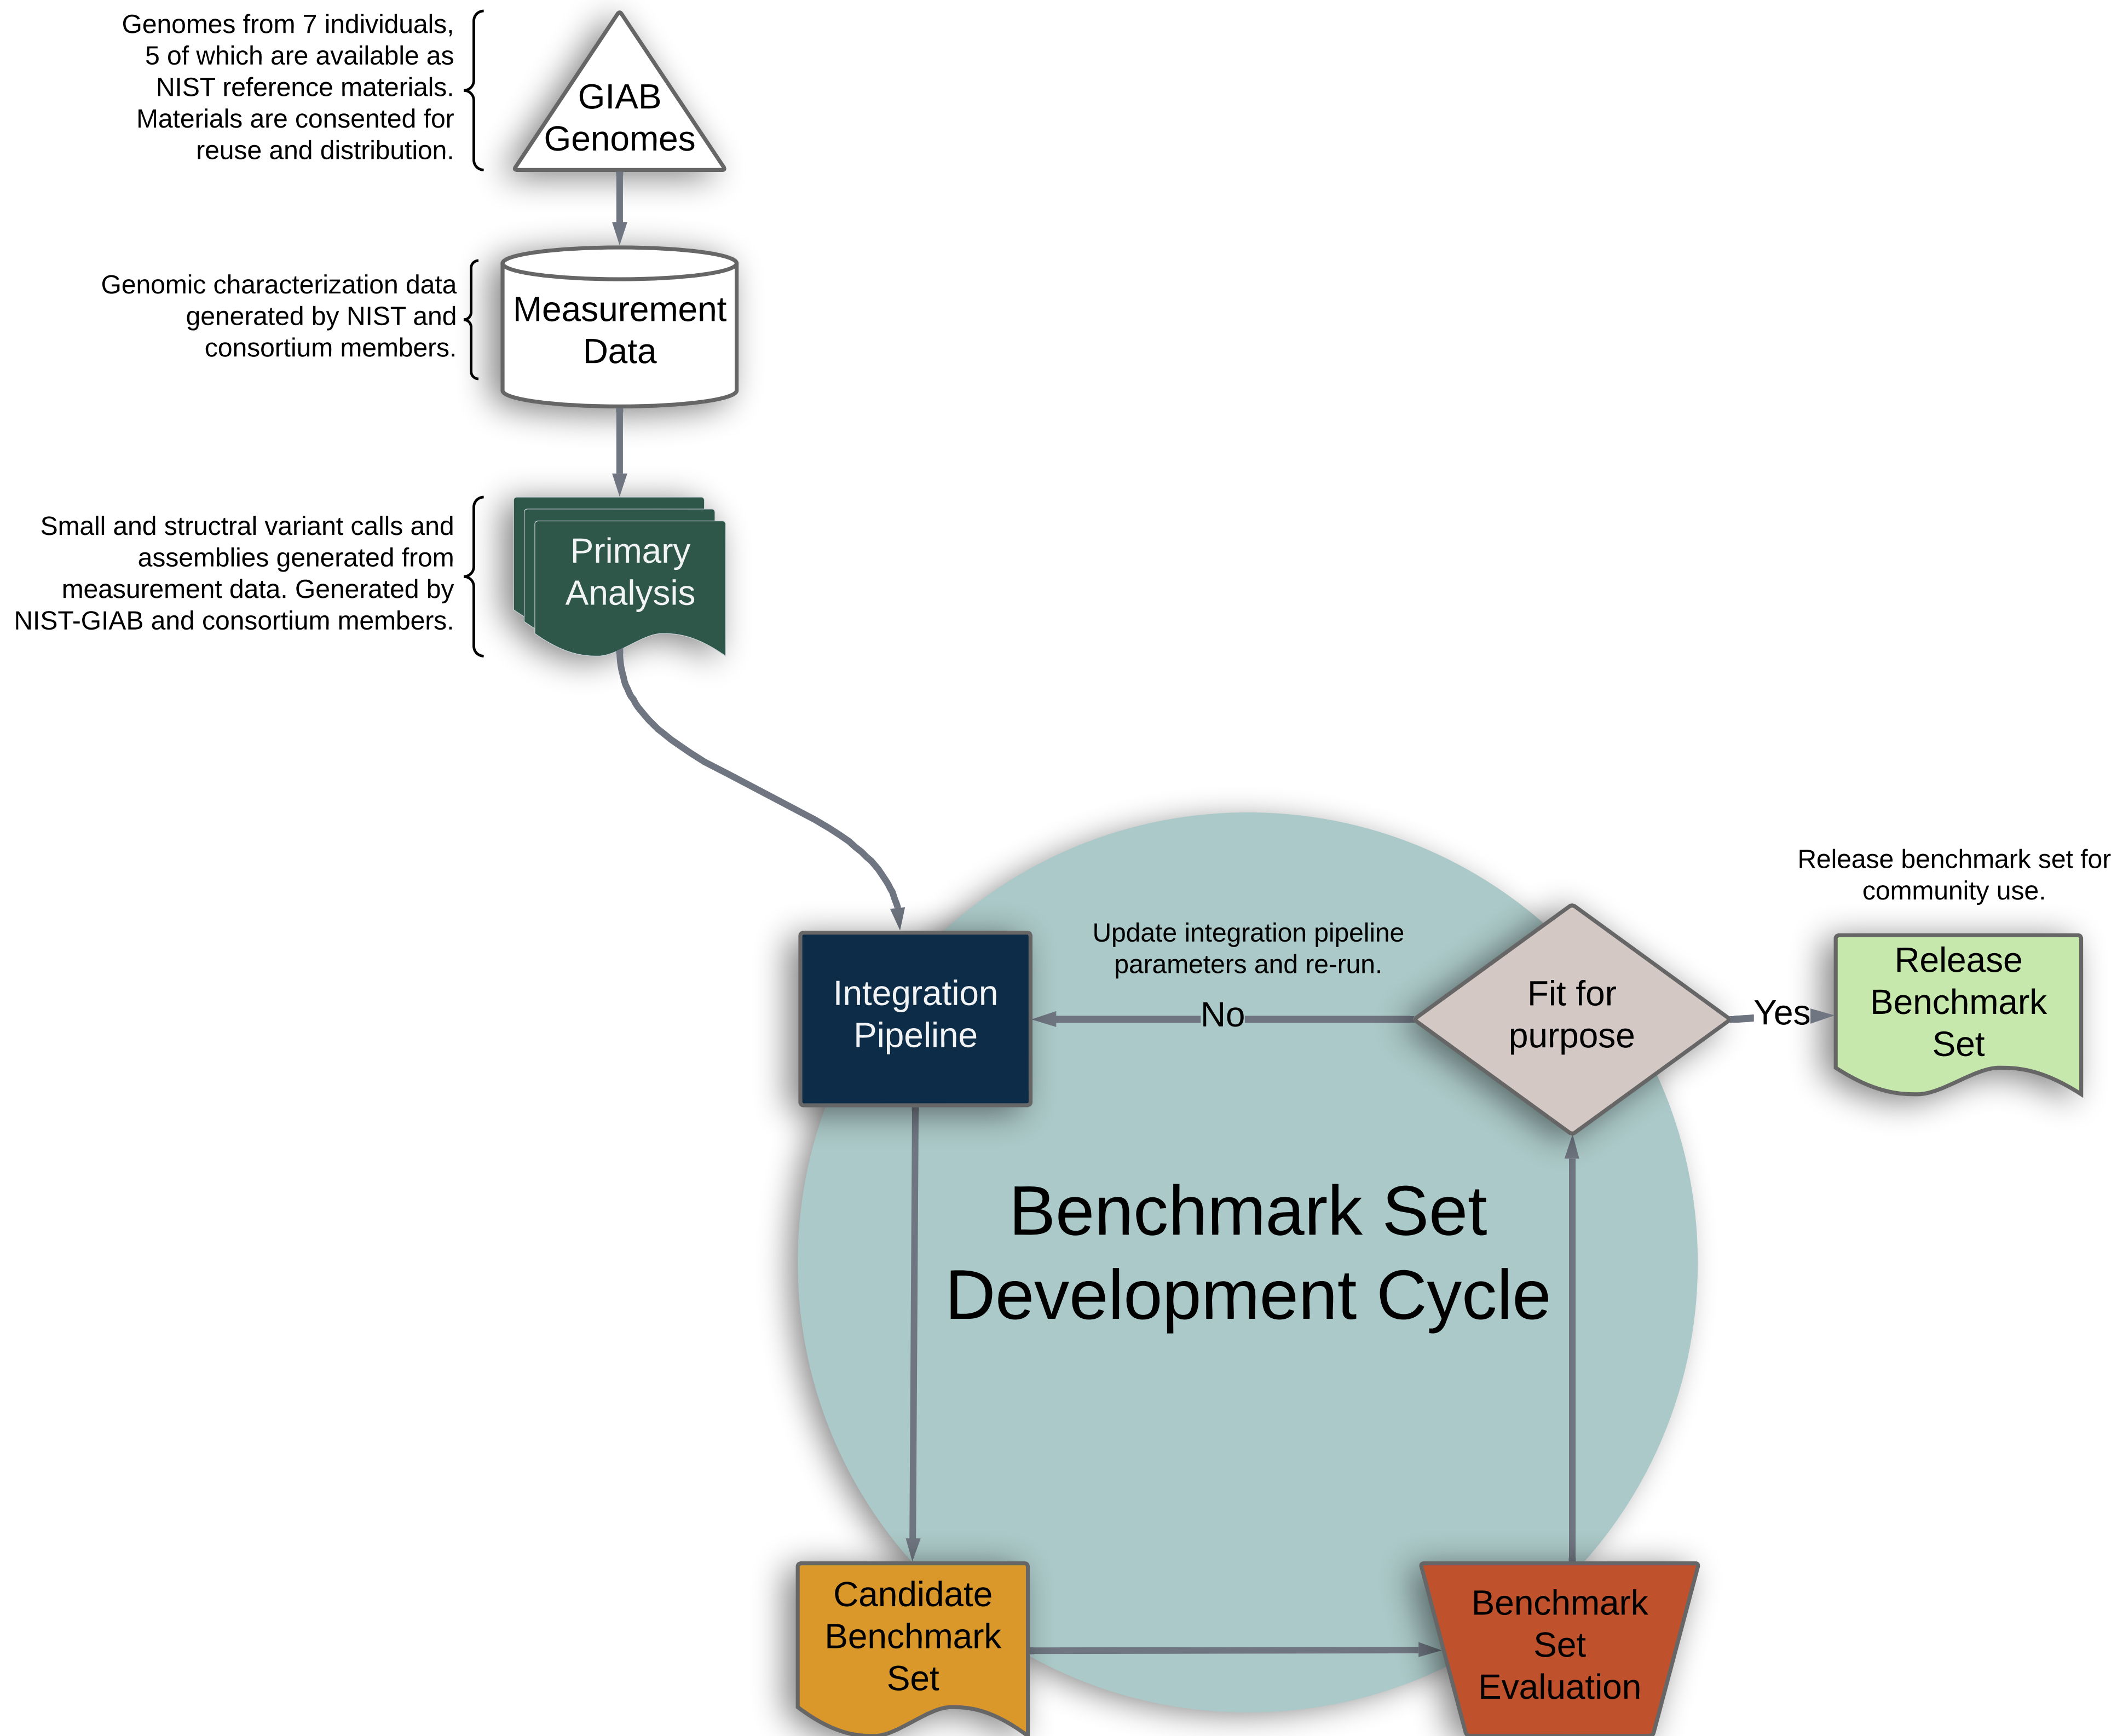 Genomes from 7 individuals,
5 of which are available as
NIST reference materials.
Materials are consented for
reuse and distribution.
GIAB
Genomes
Genomic characterization data
generated by NIST and
consortium members.
Measurement
Data
Small and structral variant calls and
assemblies generated from
measurement data. Generated by
NIST-GIAB and consortium members.
Primary
Analysis
Integration
Pipeline
Update integration pipeline
parameters and re-run.
No
Fit for
purpose
Yes
Release benchmark set for
community use.
Release
Benchmark
Set
Benchmark Set
Development Cycle
Candidate
Benchmark
Set
Benchmark
Set
Evaluation